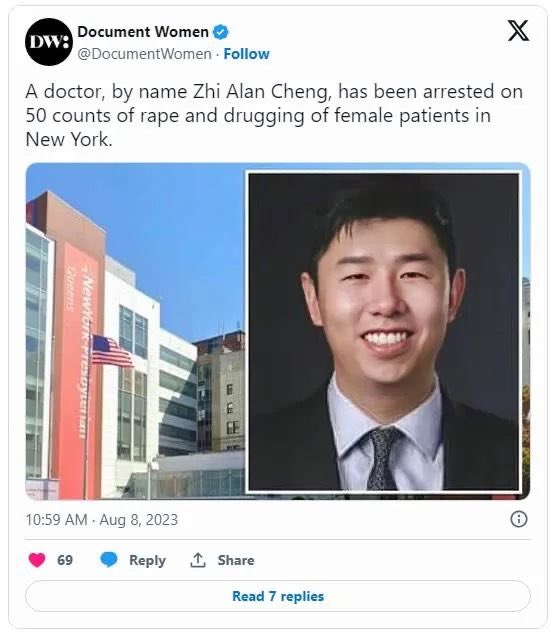 DW:
Document Women
@DocumentWomen · Follow
A doctor, by name Zhi Alan Cheng, has been arrested on
50 counts of rape and drugging of female patients in
New York.
NewYork-Presbyterian
Queens
10:59 AM · Aug 8, 2023
69 Reply Share
Read 7 replies